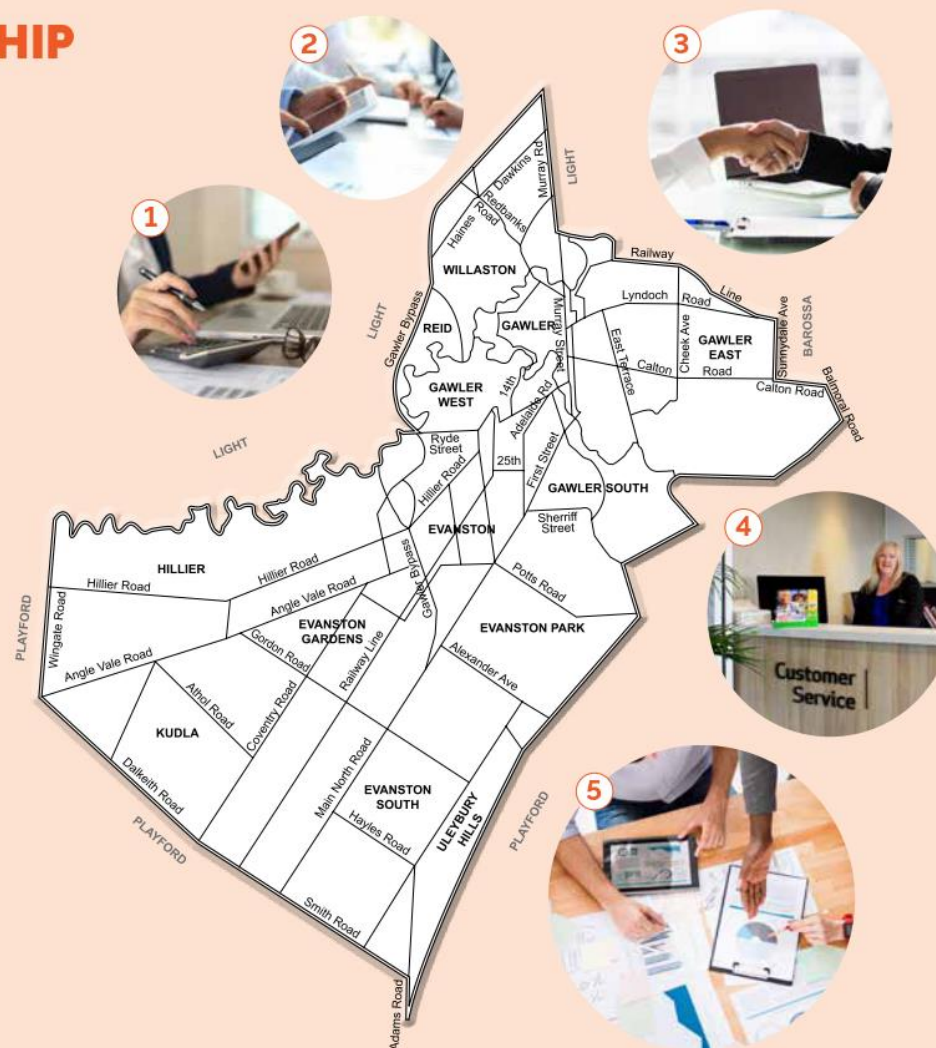 HIP
2
3
1
Dawkins
Murray Rd
LIGHT
Redbanks
Road
Haines
WILLASTON
Railway
Line
Lyndoch Road
Gawler Bypass
LIGHT
REID
GAWLER
Murray Street
East Terrace
Cheek Ave
GAWLER
EAST
Sunnydale Ave
BAROSSA
Calton Road
Calton Road
Balmoral Road
GAWLER
WEST
14th
Adelaide Rd
LIGHT
Ryde
Street
Hillier Road
25th
First Street
GAWLER SOUTH
EVANSTON
Sherriff
Street
4
HILLIER
Hillier Road
Hillier Road
Gawler Bypass
Potts Road
PLAYFORD
Wingate Road
Angle Vale Road
EVANSTON
GARDENS
EVANSTON PARK
Angle Vale Road
Gordon Road
Railway Line
Alexander Ave
Customer
Service
Athol Road
Coventry Road
KUDLA
Dalkeith Road
Main North Road
EVANSTON
SOUTH
Hayles Road
ULEYBURY
HILLS
PLAYFORD
PLAYFORD
5
Smith Road
Adams Road